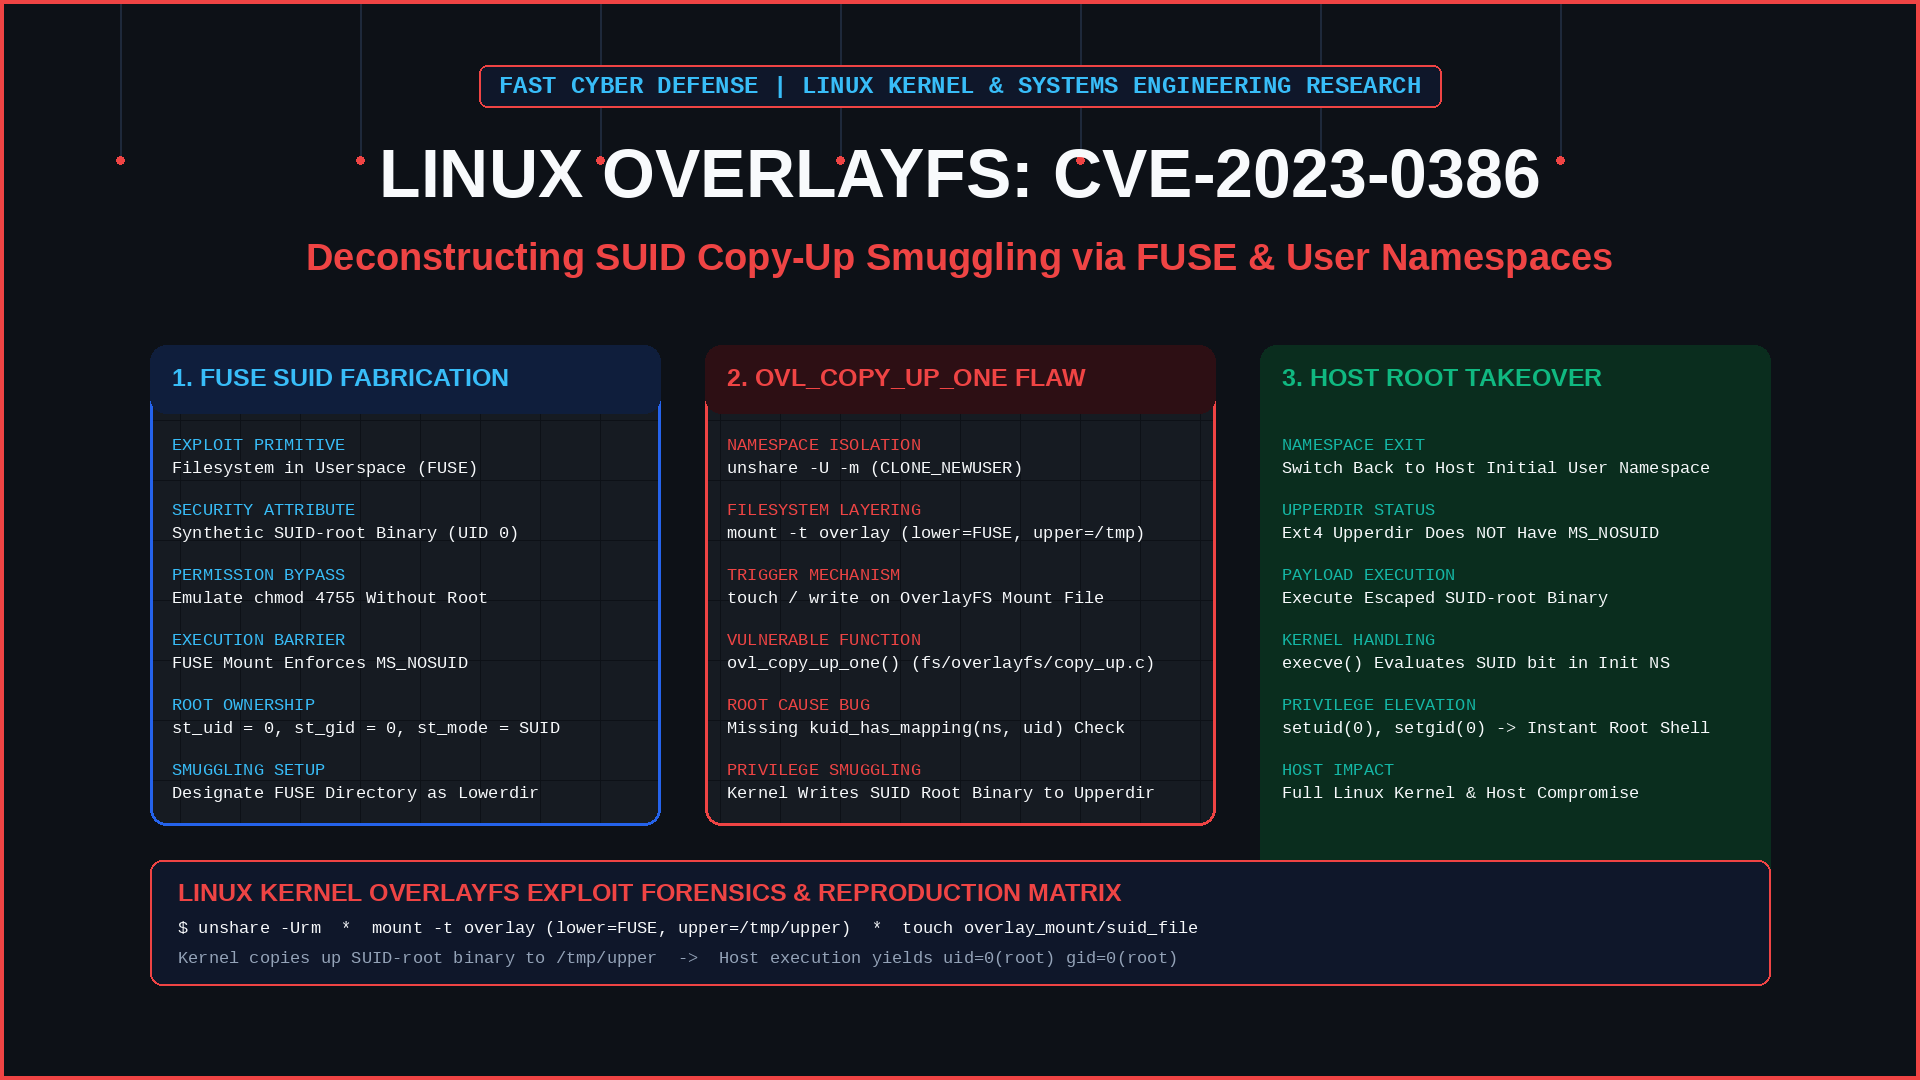 FAST CYBER DEFENSE | LINUX KERNEL & SYSTEMS ENGINEERING RESEARCH
LINUX OVERLAYFS: CVE-2023-0386
Deconstructing SUID Copy-Up Smuggling via FUSE & User Namespaces
1. FUSE SUID FABRICATION
EXPLOIT PRIMITIVE
Filesystem in Userspace (FUSE)
SECURITY ATTRIBUTE
Synthetic SUID-root Binary (UID 0)
PERMISSION BYPASS
Emulate chmod 4755 Without Root
EXECUTION BARRIER
FUSE Mount Enforces MS_NOSUID
ROOT OWNERSHIP
st_uid = 0, st_gid = 0, st_mode = SUID
SMUGGLING SETUP
Designate FUSE Directory as Lowerdir
2. OVL_COPY_UP_ONE FLAW
NAMESPACE ISOLATION
unshare -U -m (CLONE_NEWUSER)
FILESYSTEM LAYERING
mount -t overlay (lower=FUSE, upper=/tmp)
TRIGGER MECHANISM
touch / write on OverlayFS Mount File
VULNERABLE FUNCTION
ovl_copy_up_one() (fs/overlayfs/copy_up.c)
ROOT CAUSE BUG
Missing kuid_has_mapping(ns, uid) Check
PRIVILEGE SMUGGLING
Kernel Writes SUID Root Binary to Upperdir
3. HOST ROOT TAKEOVER
NAMESPACE EXIT
Switch Back to Host Initial User Namespace
UPPERDIR STATUS
Ext4 Upperdir Does NOT Have MS_NOSUID
PAYLOAD EXECUTION
Execute Escaped SUID-root Binary
KERNEL HANDLING
execve() Evaluates SUID bit in Init NS
PRIVILEGE ELEVATION
setuid(0), setgid(0) -> Instant Root Shell
HOST IMPACT
Full Linux Kernel & Host Compromise
LINUX KERNEL OVERLAYFS EXPLOIT FORENSICS & REPRODUCTION MATRIX
$ unshare -Urm  *  mount -t overlay (lower=FUSE, upper=/tmp/upper)  *  touch overlay_mount/suid_file
Kernel copies up SUID-root binary to /tmp/upper  ->  Host execution yields uid=0(root) gid=0(root)